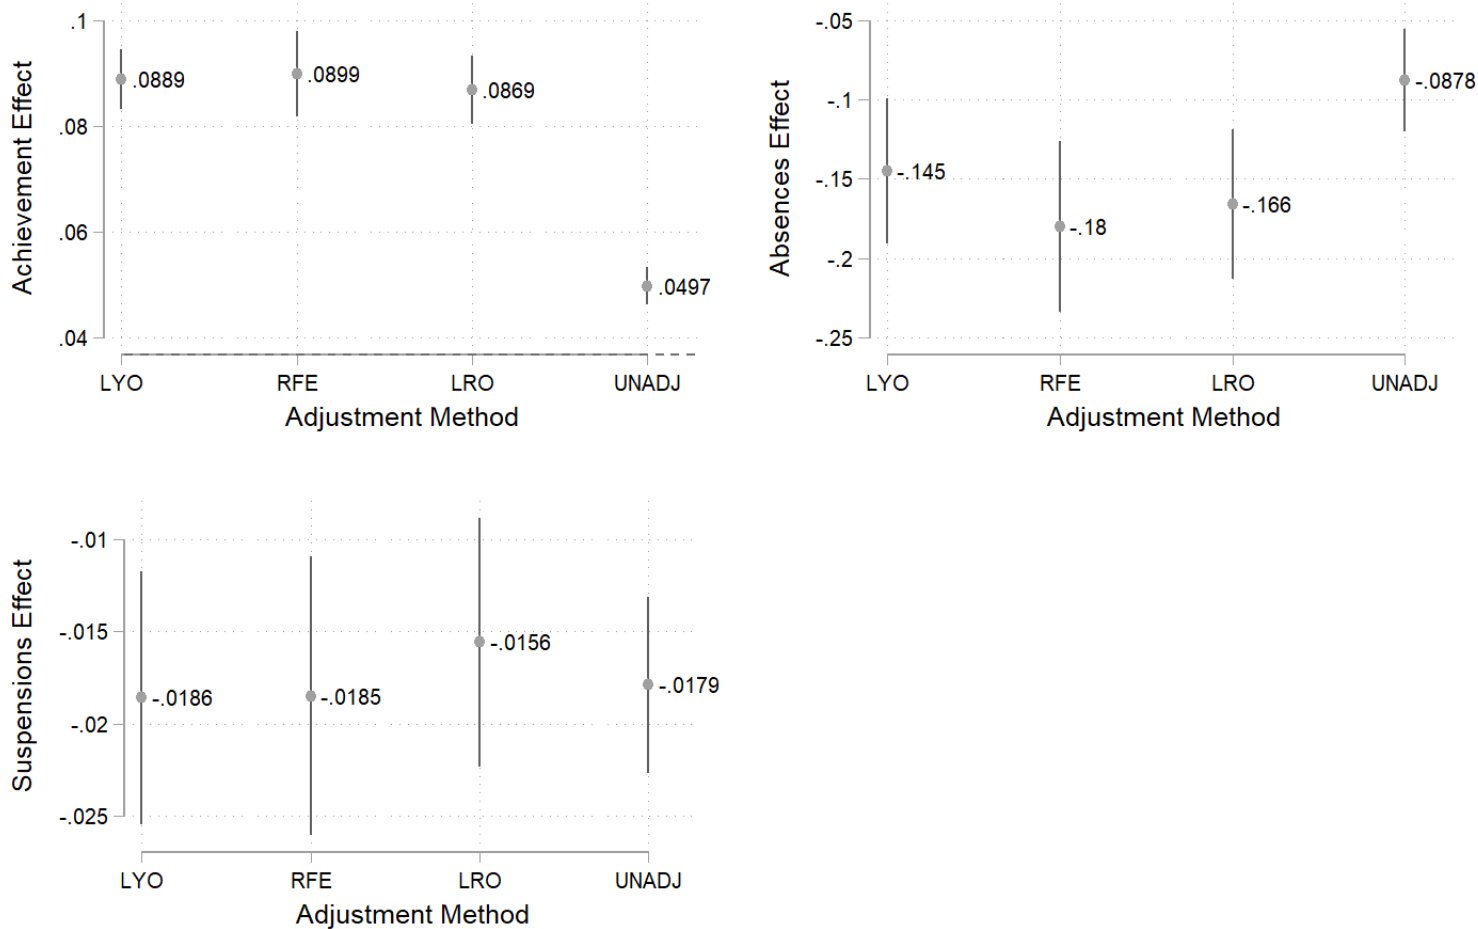 Achievement Effect
.1
.08
.06
.04
.0889
.0899
.0869
.0497
LYO RFE LRO UNADJ
Adjustment Method
Absences Effect
-.05
-.1
-.15
-.2
-.25
-.145
-.18
-.166
-.0878
LYO RFE LRO UNADJ
Adjustment Method
Suspensions Effect
-.01
-.015
-.02
-.025
-.0186
-.0185
-.0156
-.0179
LYO RFE LRO UNADJ
Adjustment Method